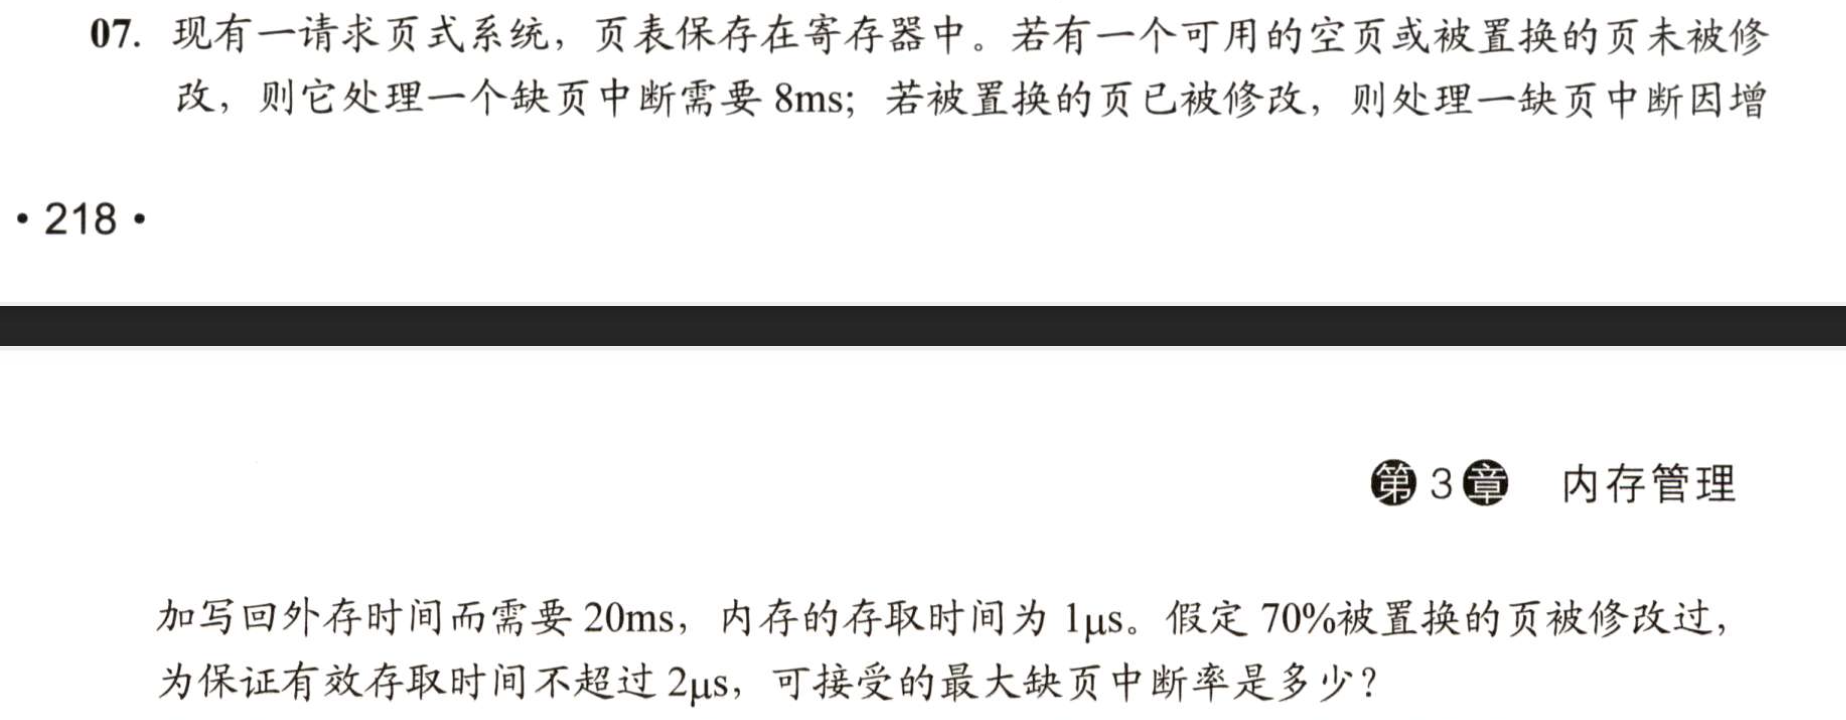 07. 现有一请求页式系统，页表保存在寄存器中。若有一个可用的空页或被置换的页未被修
改，则它处理一个缺页中断需要 8ms；若被置换的页已被修改，则处理一缺页中断因增
· 218 ·
第 3 章 内存管理
加写回外存时间而需要 20ms，内存的存取时间为 1μs。假定 70%被置换的页被修改过，
为保证有效存取时间不超过 2μs，可接受的最大缺页中断率是多少？